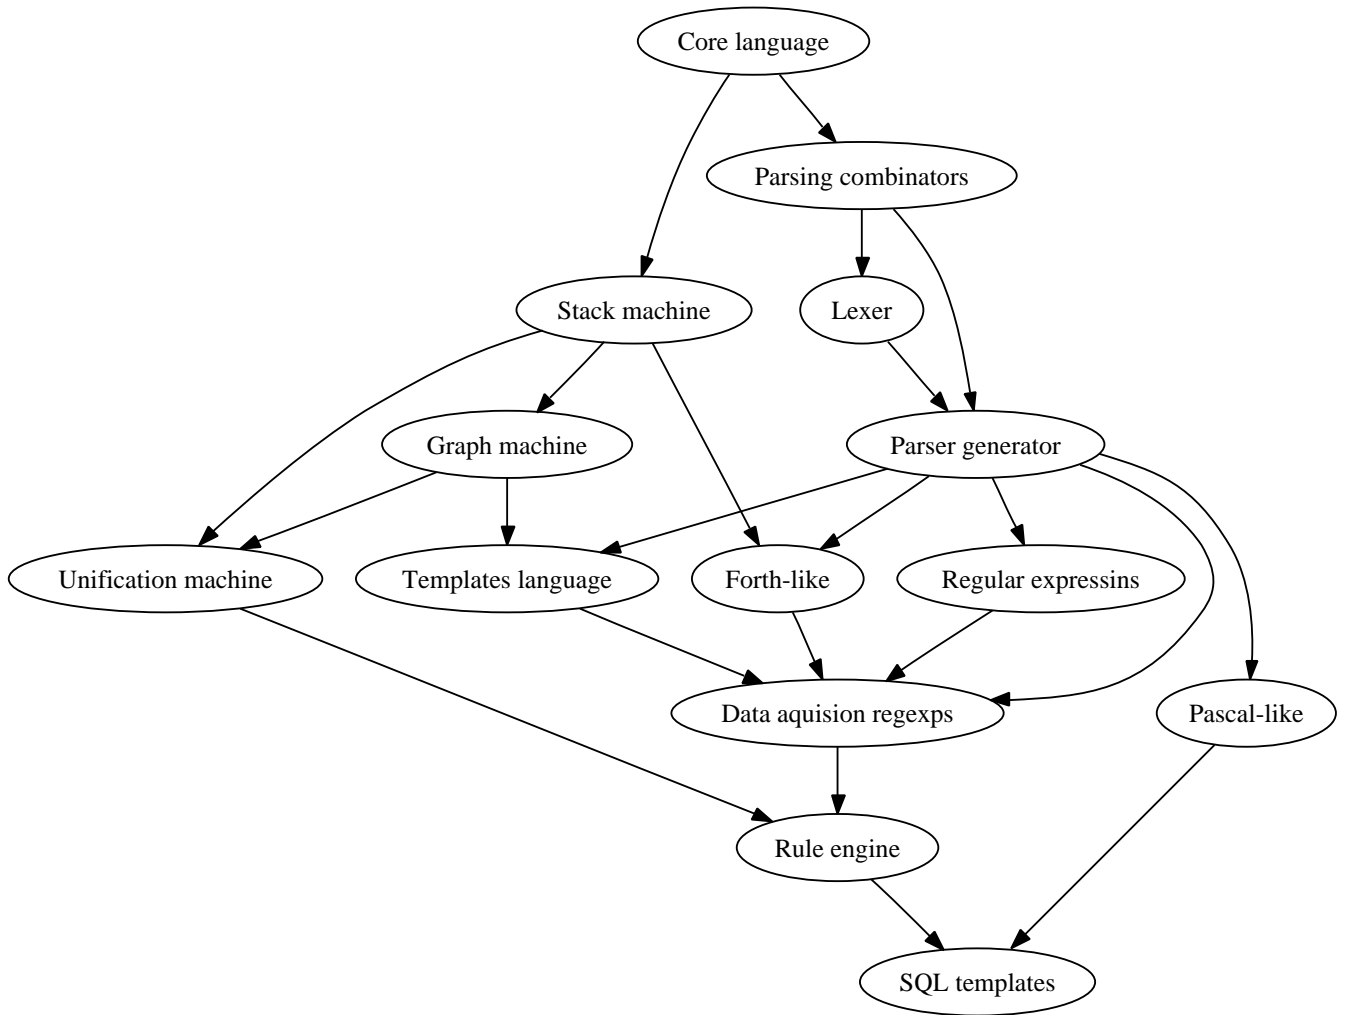 Core language
Parsing combinators
Stack machine
Lexer
Graph machine
Parser generator
Unification machine
Templates language
Forth-like
Regular expressins
Data aquision regexps
Pascal-like
Rule engine
SQL templates